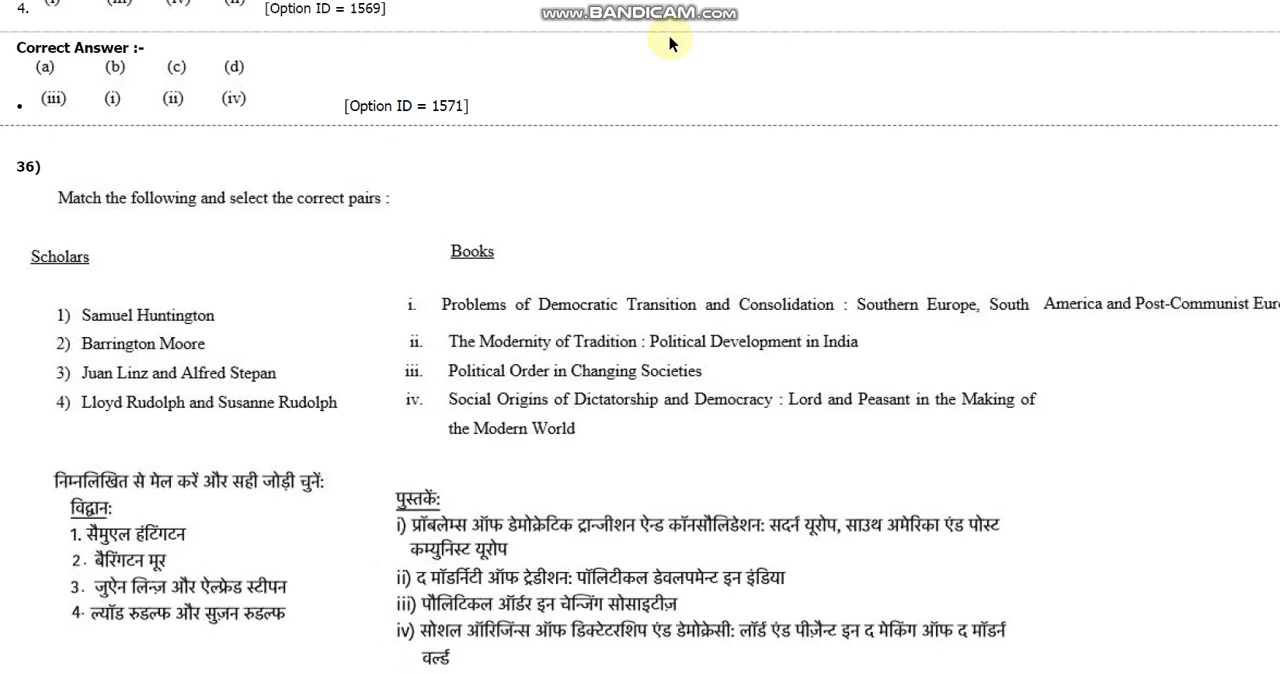 www.BANDICAM.com
4. (i) (iii) (iv) (ii) [Option ID = 1569]
Correct Answer :-
(a) (b) (c) (d)
• (iii) (i) (ii) (iv) [Option ID = 1571]
36)
Match the following and select the correct pairs :
Scholars
1) Samuel Huntington
2) Barrington Moore
3) Juan Linz and Alfred Stepan
4) Lloyd Rudolph and Susanne Rudolph
Books
i. Problems of Democratic Transition and Consolidation : Southern Europe, South America and Post-Communist
ii. The Modernity of Tradition : Political Development in India
iii. Political Order in Changing Societies
iv. Social Origins of Dictatorship and Democracy : Lord and Peasant in the Making of
the Modern World
निम्नलिखित से मेल करें और सही जोड़ी चुनें:
विद्वान:
1. सैमुएल हंटिंगटन
2. बैरिंगटन मूर
3. जुऐन लिन्ज़ और ऐल्फ्रेड स्टीपन
4. ल्यॉड रुडल्फ और सुज़न रुडल्फ
पुस्तकें:
i) प्रॉबलेम्स ऑफ डेमोक्रेटिक ट्रान्जीशन ऐन्ड कॉनसौलिडेशन: सदर्न यूरोप, साउथ अमेरिका एंड पोस्ट
कम्युनिस्ट यूरोप
ii) द मॉडर्निटी ऑफ ट्रेडीशन: पॉलिटीकल डेवलपमेन्ट इन इंडिया
iii) पौलिटिकल ऑर्डर इन चेन्जिंग सोसाइटीज़
iv) सोशल ऑरिजिंन्स ऑफ डिक्टेटरशिप एंड डेमोक्रेसी: लॉर्ड एंड पीज़ैन्ट इन द मेकिंग ऑफ द मॉडर्न
वर्ल्ड